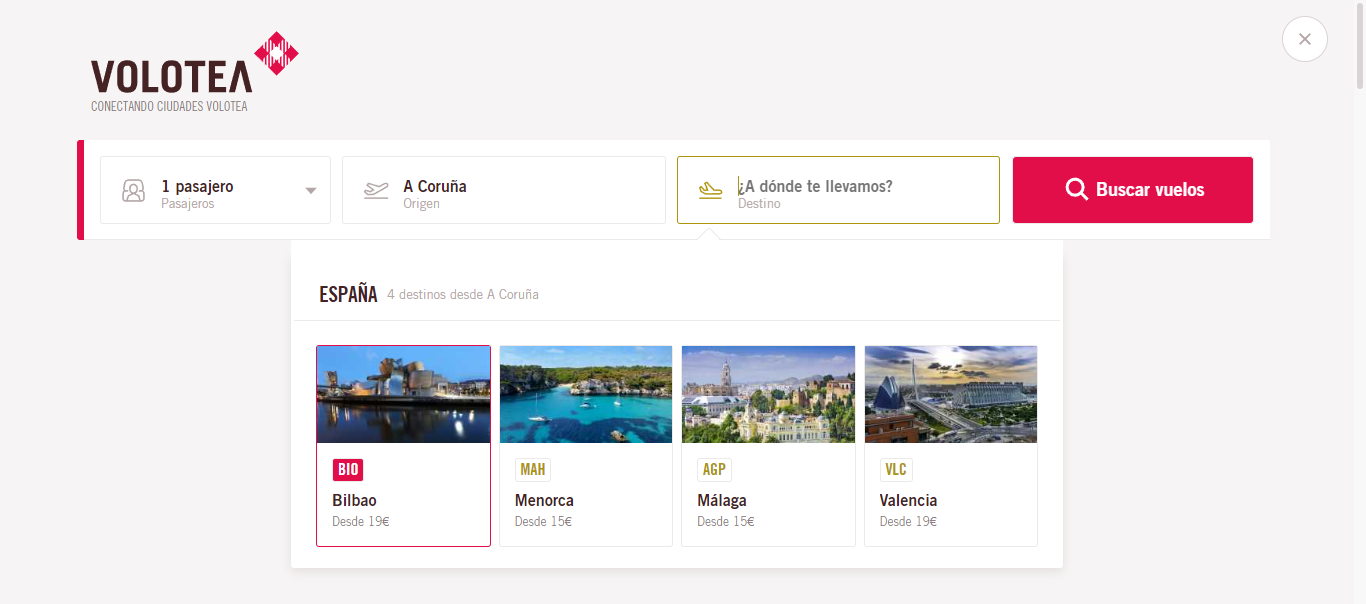 VOLOTEA
CONECTANDO CIUDADES VOLOTEA
1 pasajero
Pasajeros
A Coruña
Origen
¿A dónde te llevamos?
Destino
Buscar vuelos
ESPAÑA 4 destinos desde A Coruña
BIO
Bilbao
Desde 19€
MAH
Menorca
Desde 15€
AGP
Málaga
Desde 15€
VLC
Valencia
Desde 19€